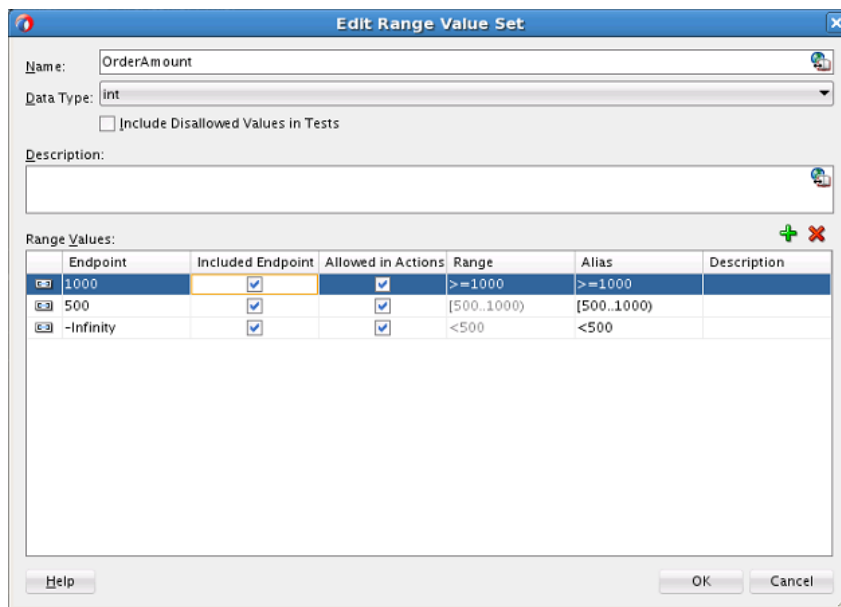 Edit Range Value Set
Name: OrderAmount
Data Type: int
Include Disallowed Values in Tests
Description:
Range Values:
Endpoint Included Endpoint Allowed in Actions Range Alias Description
1000 >=1000 >=1000
500 [500..1000) [500..1000)
-Infinity <500 <500
Help OK Cancel